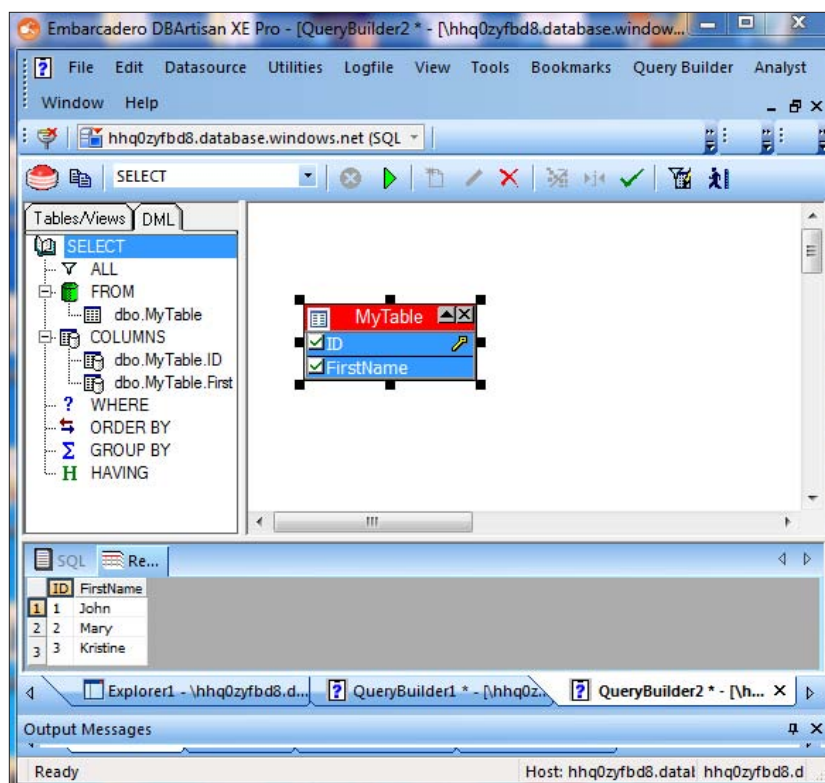 Embarcadero DBArtisan XE Pro - [QueryBuilder2 * - [\hhq0zyfbd8.database.window...
File Edit Datasource Utilities Logfile View Tools Bookmarks Query Builder Analyst
Window Help
hhq0zyfbd8.database.windows.net (SQL
SELECT
Tables/Views DML
SELECT
ALL
FROM
dbo.MyTable
COLUMNS
dbo.MyTable.ID
dbo.MyTable.First
? WHERE
ORDER BY
Σ GROUP BY
H HAVING
MyTable
ID
FirstName
SQL Re...
ID FirstName
1 1 John
2 2 Mary
3 3 Kristine
Explorer1 - \hhq0zyfbd8.d... QueryBuilder1 * - [\hhq0z... QueryBuilder2 * - [\h...
Output Messages
Ready Host: hhq0zyfbd8.datal hhq0zyfbd8.d